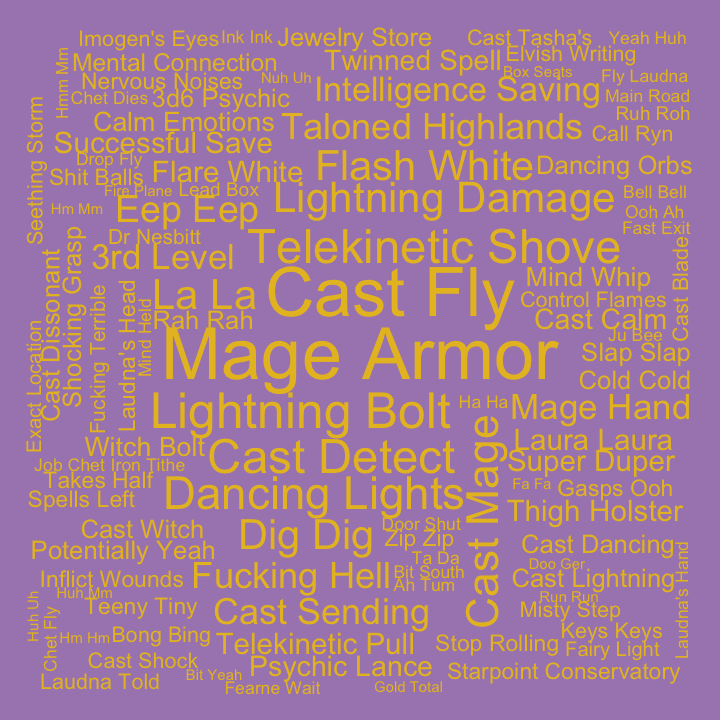 Imogen's Eyes
Ink Ink
Jewelry Store
Cast Tasha's
Yeah Huh
Hmm Mm
Mental Connection
Twinned Spell
Elvish Writing
Nervous Noises
Nuh Uh
Intelligence Saving
Box Seats
Fly Laudna
Chet Dies
3d6 Psychic
Main Road
Seething Storm
Calm Emotions
Taloned Highlands
Ruh Roh
Call Ryn
Successful Save
Drop Fly
Flare White
Flash White
Dancing Orbs
Shit Balls
Fire Plane
Lead Box
Lightning Damage
Bell Bell
Hm Mm
Eep Eep
Ooh Ah
Fast Exit
Dr Nesbitt
3rd Level
Telekinetic Shove
Cast Blade
Cast Dissonant
Shocking Grasp
La La
Cast Fly
Mind Whip
Control Flames
Fucking Terrible
Laudna's Head
Mind Held
Rah Rah
Cast Calm
Ju Bee
Exact Location
Mage Armor
Slap Slap
Cold Cold
Lightning Bolt
Ha Ha
Mage Hand
Witch Bolt
Cast Detect
Cast Mage
Laura Laura
Job Chet Iron Tithe
Super Duper
Takes Half
Dancing Lights
Fa Fa
Gasps Ooh
Spells Left
Thigh Holster
Cast Witch
Dig Dig
Door Shut
Zip Zip
Potentially Yeah
Ta Da
Cast Dancing
Inflict Wounds
Fucking Hell
Bit South
Doo Ger
Ah Tum
Cast Lightning
Laudna's Hand
Huh Mm
Run Run
Huh Uh
Teeny Tiny
Cast Sending
Misty Step
Chet Fly
Hm Hm
Bong Bing
Telekinetic Pull
Stop Rolling
Keys Keys
Fairy Light
Cast Shock
Psychic Lance
Starpoint Conservatory
Laudna Told
Bit Yeah
Fearne Wait
Gold Total